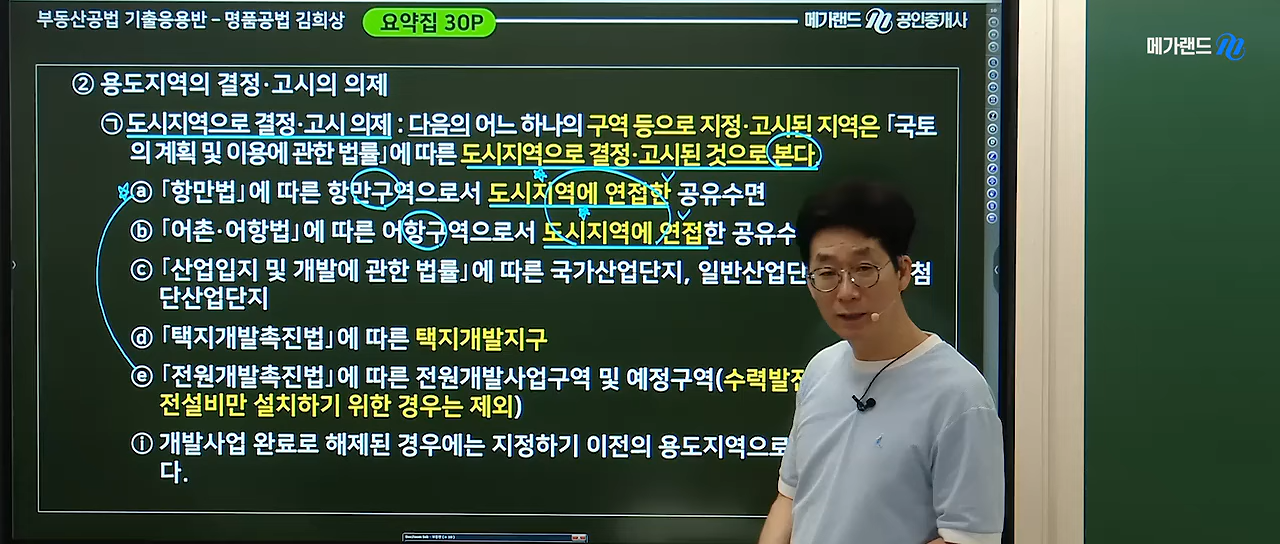 부동산공법 기출응용반 – 명품공법 김희상
요약집 30P
메가랜드 공인중개사
메가랜드
② 용도지역의 결정·고시의 의제
㉠ 도시지역으로 결정·고시 의제 : 다음의 어느 하나의 구역 등으로 지정·고시된 지역은 「국토
의 계획 및 이용에 관한 법률」에 따른 도시지역으로 결정·고시된 것으로 본다.
ⓐ 「항만법」에 따른 항만구역으로서 도시지역에 연접한 공유수면
ⓑ 「어촌·어항법」에 따른 어항구역으로서 도시지역에 연접한 공유수
ⓒ 「산업입지 및 개발에 관한 법률」에 따른 국가산업단지, 일반산업단 첨
단산업단지
ⓓ 「택지개발촉진법」에 따른 택지개발지구
ⓔ 「전원개발촉진법」에 따른 전원개발사업구역 및 예정구역(수력발전
전설비만 설치하기 위한 경우는 제외)
ⓘ 개발사업 완료로 해제된 경우에는 지정하기 이전의 용도지역으로
다.